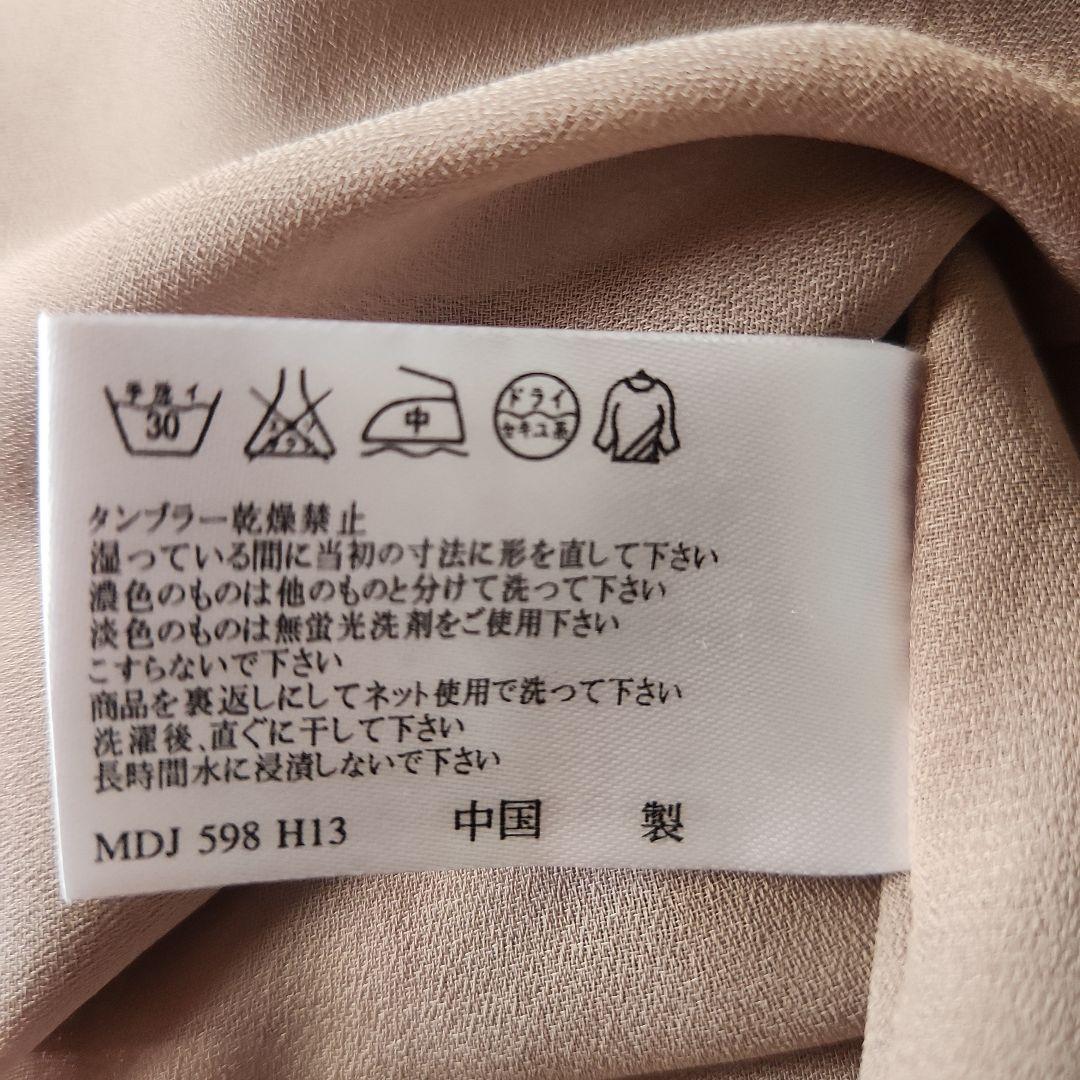 手洗イ 30 エンソ サラシ 中 ドライ セキユ系
タンブラー乾燥禁止
湿っている間に当初の寸法に形を直して下さい
濃色のものは他のものと分けて洗って下さい
淡色のものは無蛍光洗剤をご使用下さい
こすらないで下さい
商品を裏返しにしてネット使用で洗って下さい
洗濯後、直ぐに干して下さい
長時間水に浸漬しないで下さい
MDJ 598 H13 中国 製